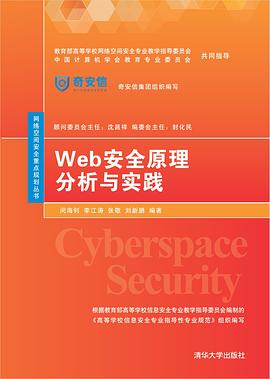 教育部高等学校网络空间安全专业教学指导委员会
中国计算机学会教育专业委员会
共同指导
奇安信
奇安信集团组织编写
顾问委员会主任：沈昌祥 编委会主任：封化民
网络空间安全重点规划丛书
Web安全原理
分析与实践
闵海钊 李江涛 张敬 刘新鹏 编著
Cyberspace
Security
根据教育部高等学校信息安全专业教学指导委员会编制的
《高等学校信息安全专业指导性专业规范》组织编写
清华大学出版社